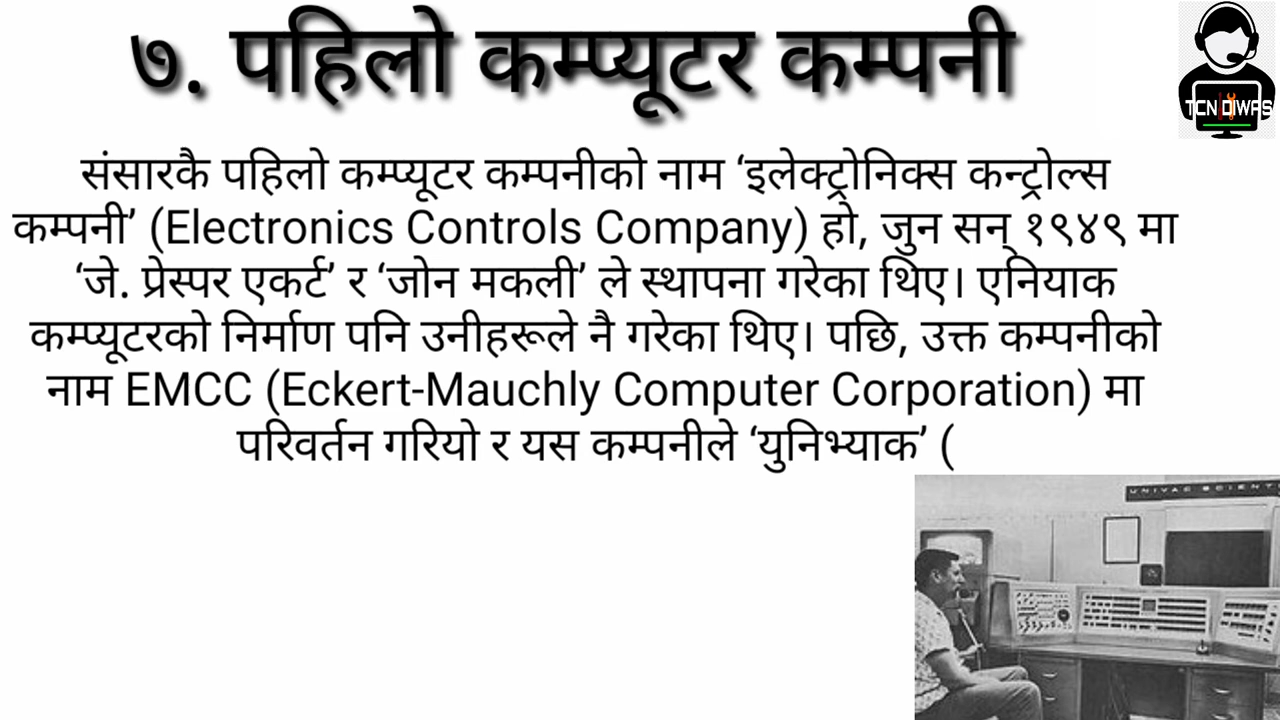 ७. पहिलो कम्प्यूटर कम्पनी
TCN DIWAS
संसारकै पहिलो कम्प्यूटर कम्पनीको नाम ‘इलेक्ट्रोनिक्स कन्ट्रोल्स
कम्पनी’ (Electronics Controls Company) हो, जुन सन् १९४९ मा
‘जे. प्रेस्पर एकर्ट’ र ‘जोन मकली’ ले स्थापना गरेका थिए। एनियाक
कम्प्यूटरको निर्माण पनि उनीहरूले नै गरेका थिए। पछि, उक्त कम्पनीको
नाम EMCC (Eckert-Mauchly Computer Corporation) मा
परिवर्तन गरियो र यस कम्पनीले ‘युनिभ्याक’ (
UNIVAC SCIENT